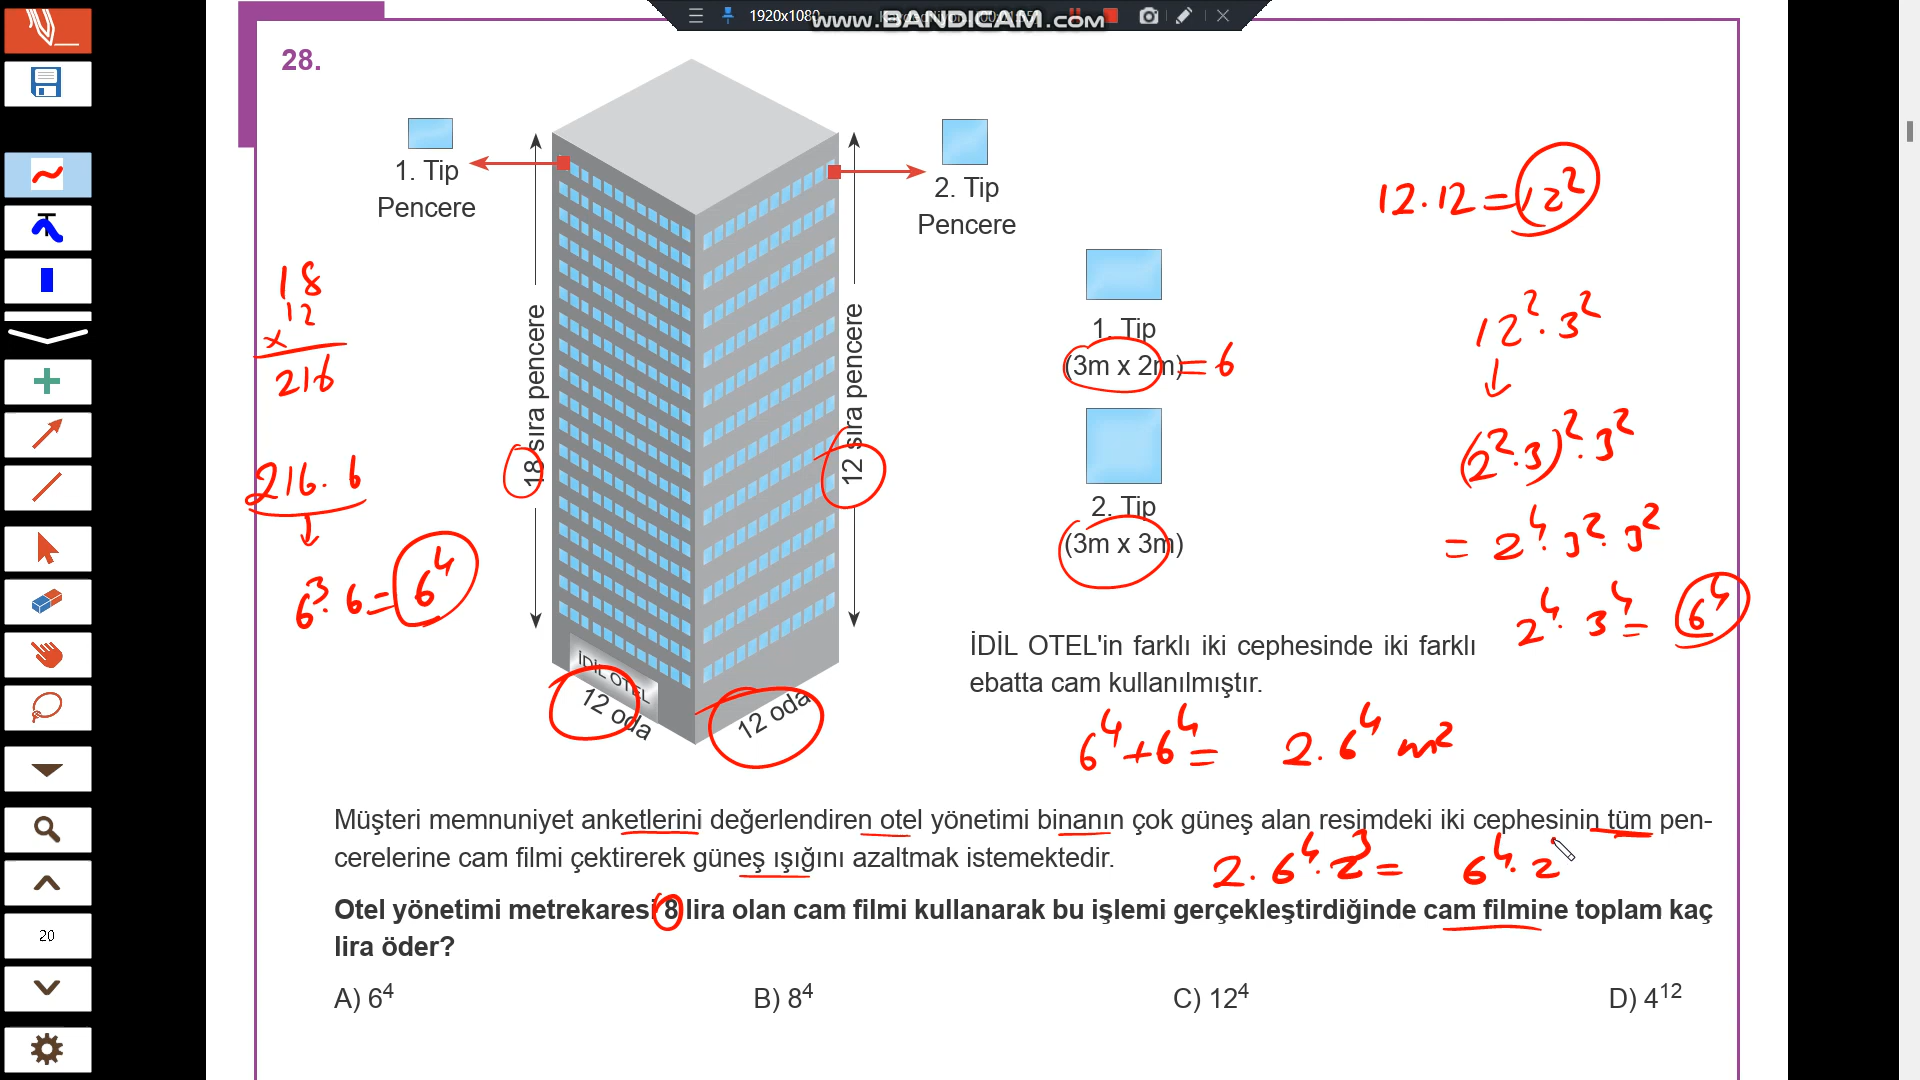 1920x1080
www.BANDICAM.com
28.
1. Tip
Pencere
2. Tip
Pencere
12.12=12²
18
x 12
216
18 sıra pencere
12 sıra pencere
1. Tip
(3m x 2m) = 6
12².3²
(2².3)².3²
216.6
2. Tip
(3m x 3m)
= 2⁴.3².3²
6³.6=6⁴
2⁴.3⁴= 6⁴
İDİL OTEL
12 oda
12 oda
İDİL OTEL'in farklı iki cephesinde iki farklı
ebatta cam kullanılmıştır.
6⁴+6⁴= 2.6⁴ m²
Müşteri memnuniyet anketlerini değerlendiren otel yönetimi binanın çok güneş alan resimdeki iki cephesinin tüm pen-
cerelerine cam filmi çektirerek güneş ışığını azaltmak istemektedir.
2.6⁴.2³= 6⁴.2
Otel yönetimi metrekaresi 8 lira olan cam filmi kullanarak bu işlemi gerçekleştirdiğinde cam filmine toplam kaç
lira öder?
A) 6⁴
B) 8⁴
C) 12⁴
D) 4¹²
20